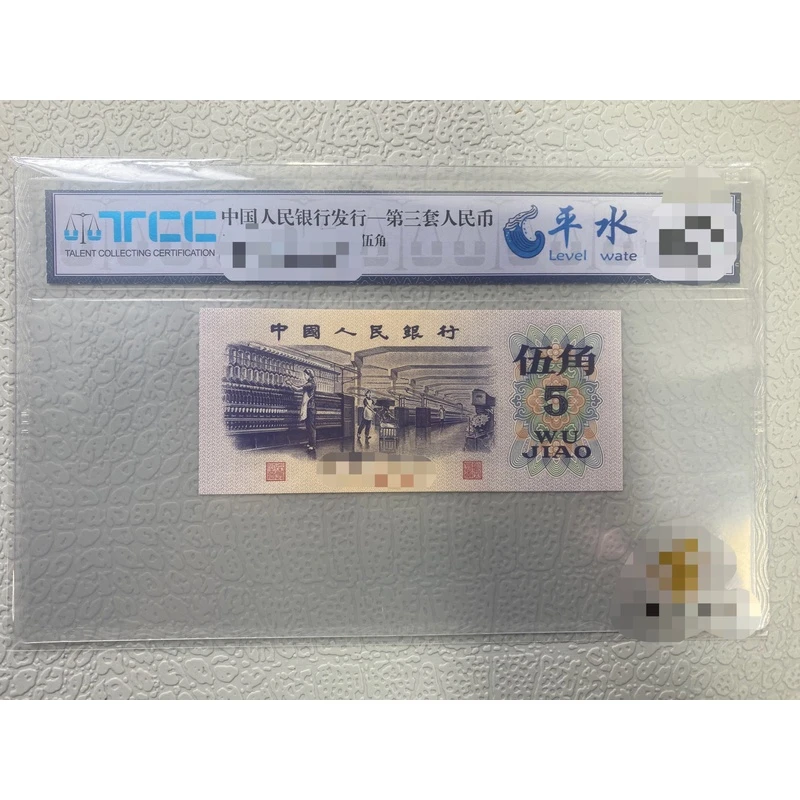 TCC
TALENT COLLECTING CERTIFICATION
中国人民银行发行—第三套人民币
伍角
平水
Level wate
中國人民銀行
伍角
5
WU
JIAO